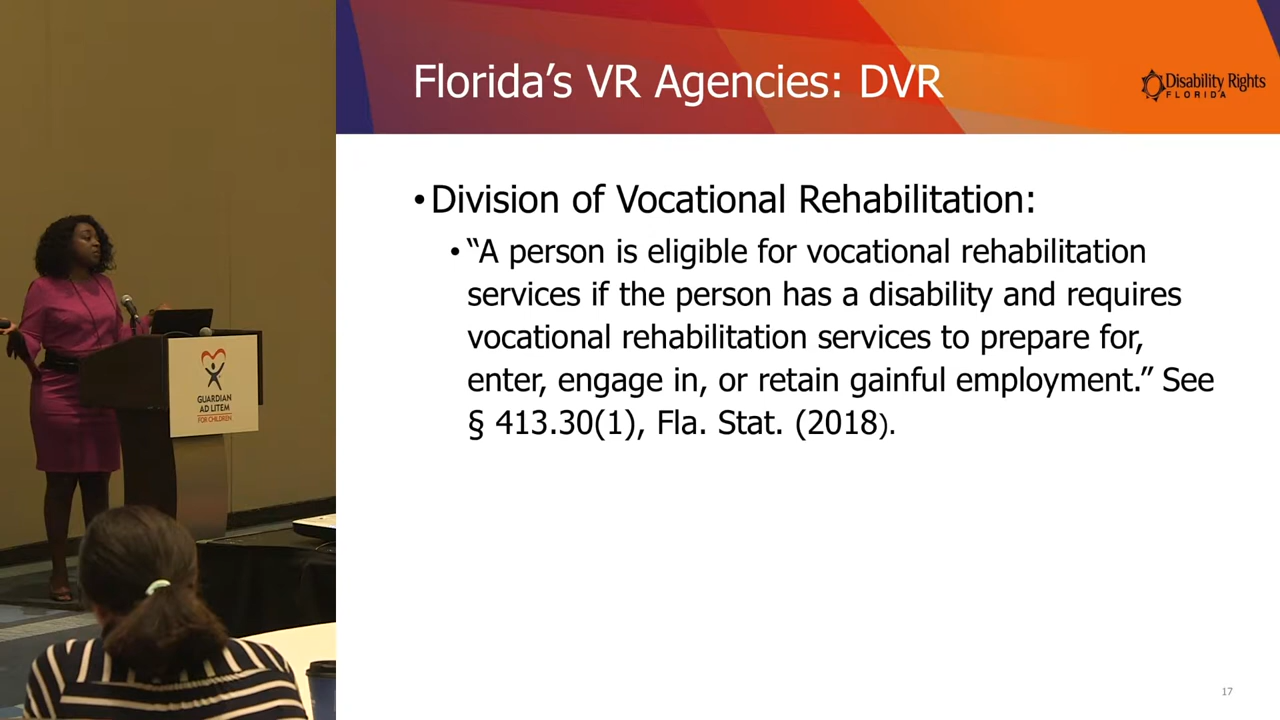 Florida’s VR Agencies: DVR
Disability Rights
FLORIDA
•Division of Vocational Rehabilitation:
•“A person is eligible for vocational rehabilitation
services if the person has a disability and requires
vocational rehabilitation services to prepare for,
enter, engage in, or retain gainful employment.” See
§ 413.30(1), Fla. Stat. (2018).
GUARDIAN
AD LITEM
FOR CHILDREN
17